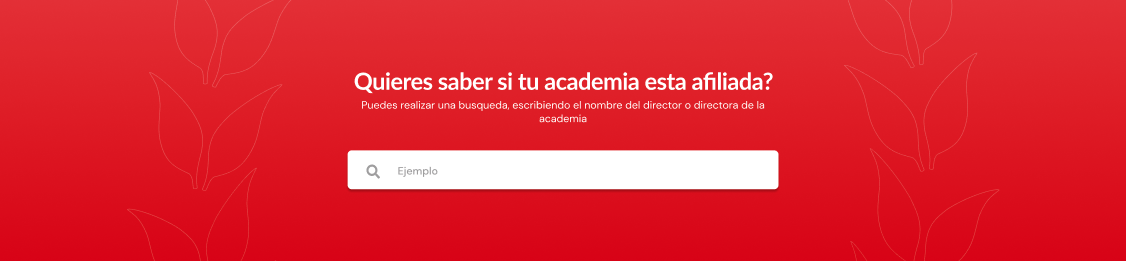 Quieres saber si tu academia esta afiliada?
Puedes realizar una busqueda, escribiendo el nombre del director o directora de la
academia
Ejemplo